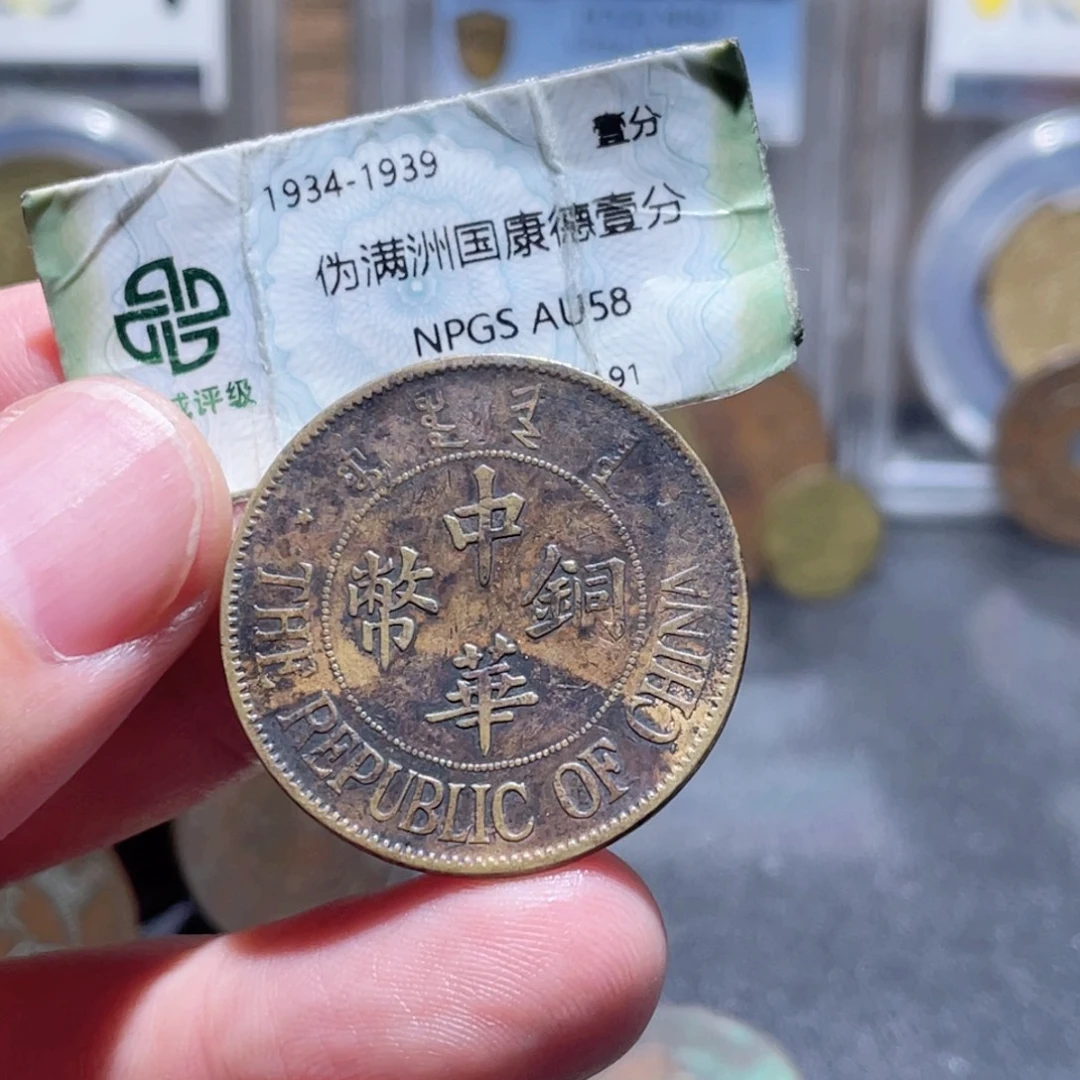 壹分
1934-1939
伪满洲国康德壹分
NPGS AU58
91
评级
中華
銅幣
THE REPUBLIC OF CHINA